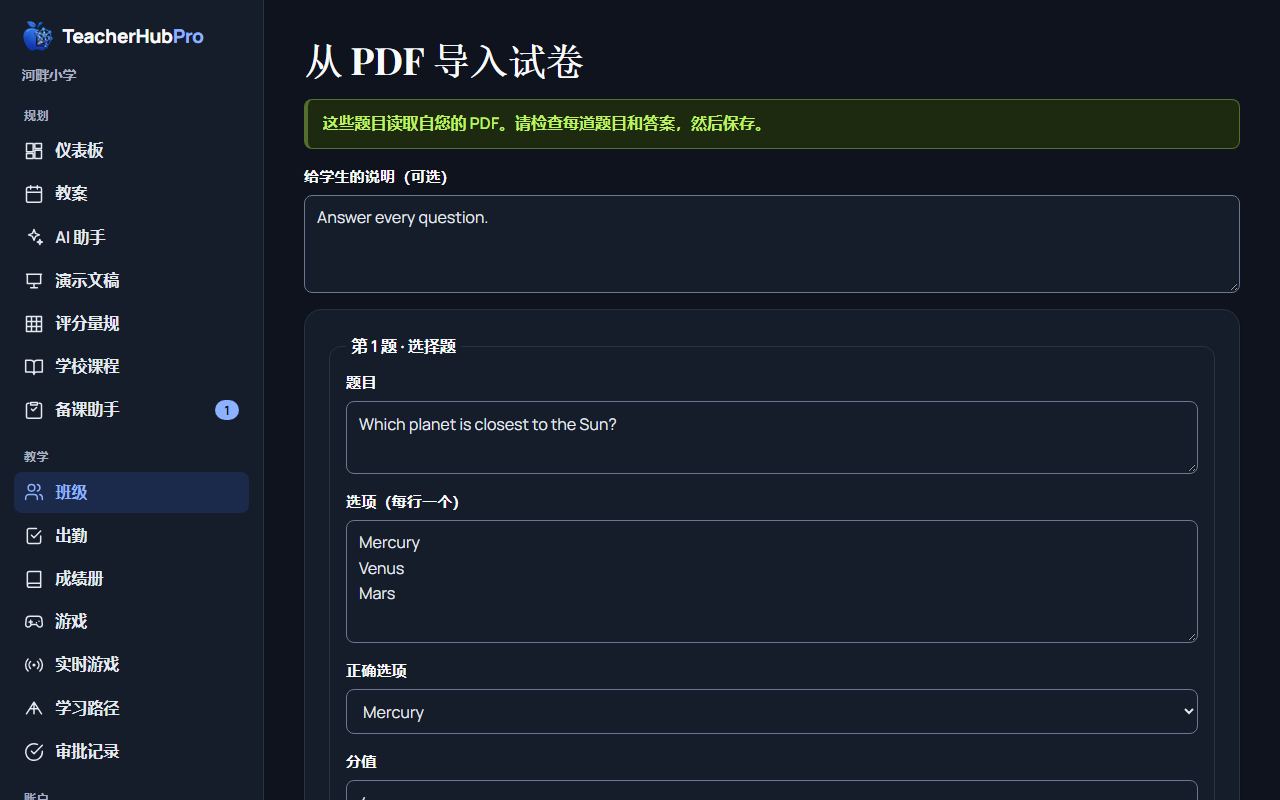 TeacherHubPro
河畔小学
规划
仪表板
教案
AI 助手
演示文稿
评分量规
学校课程
备课助手
1
教学
班级
出勤
成绩册
游戏
实时游戏
学习路径
审批记录
账户
从 PDF 导入试卷
这些题目读取自您的 PDF。请检查每道题目和答案，然后保存。
给学生的说明（可选）
Answer every question.
第 1 题 · 选择题
题目
Which planet is closest to the Sun?
选项（每行一个）
Mercury
Venus
Mars
正确选项
Mercury
分值